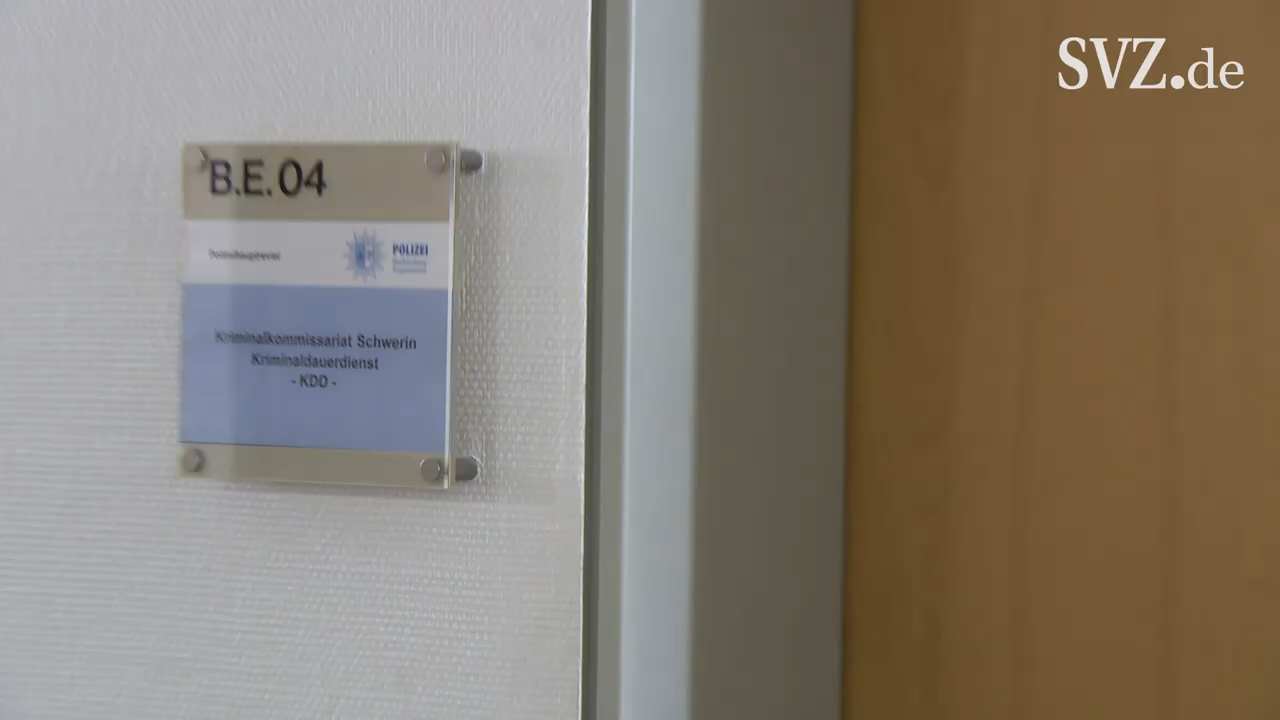 SVZ.de
B.E.04
POLIZEI
Kriminalkommissariat Schwerin
Kriminaldauerdienst
- KDD -